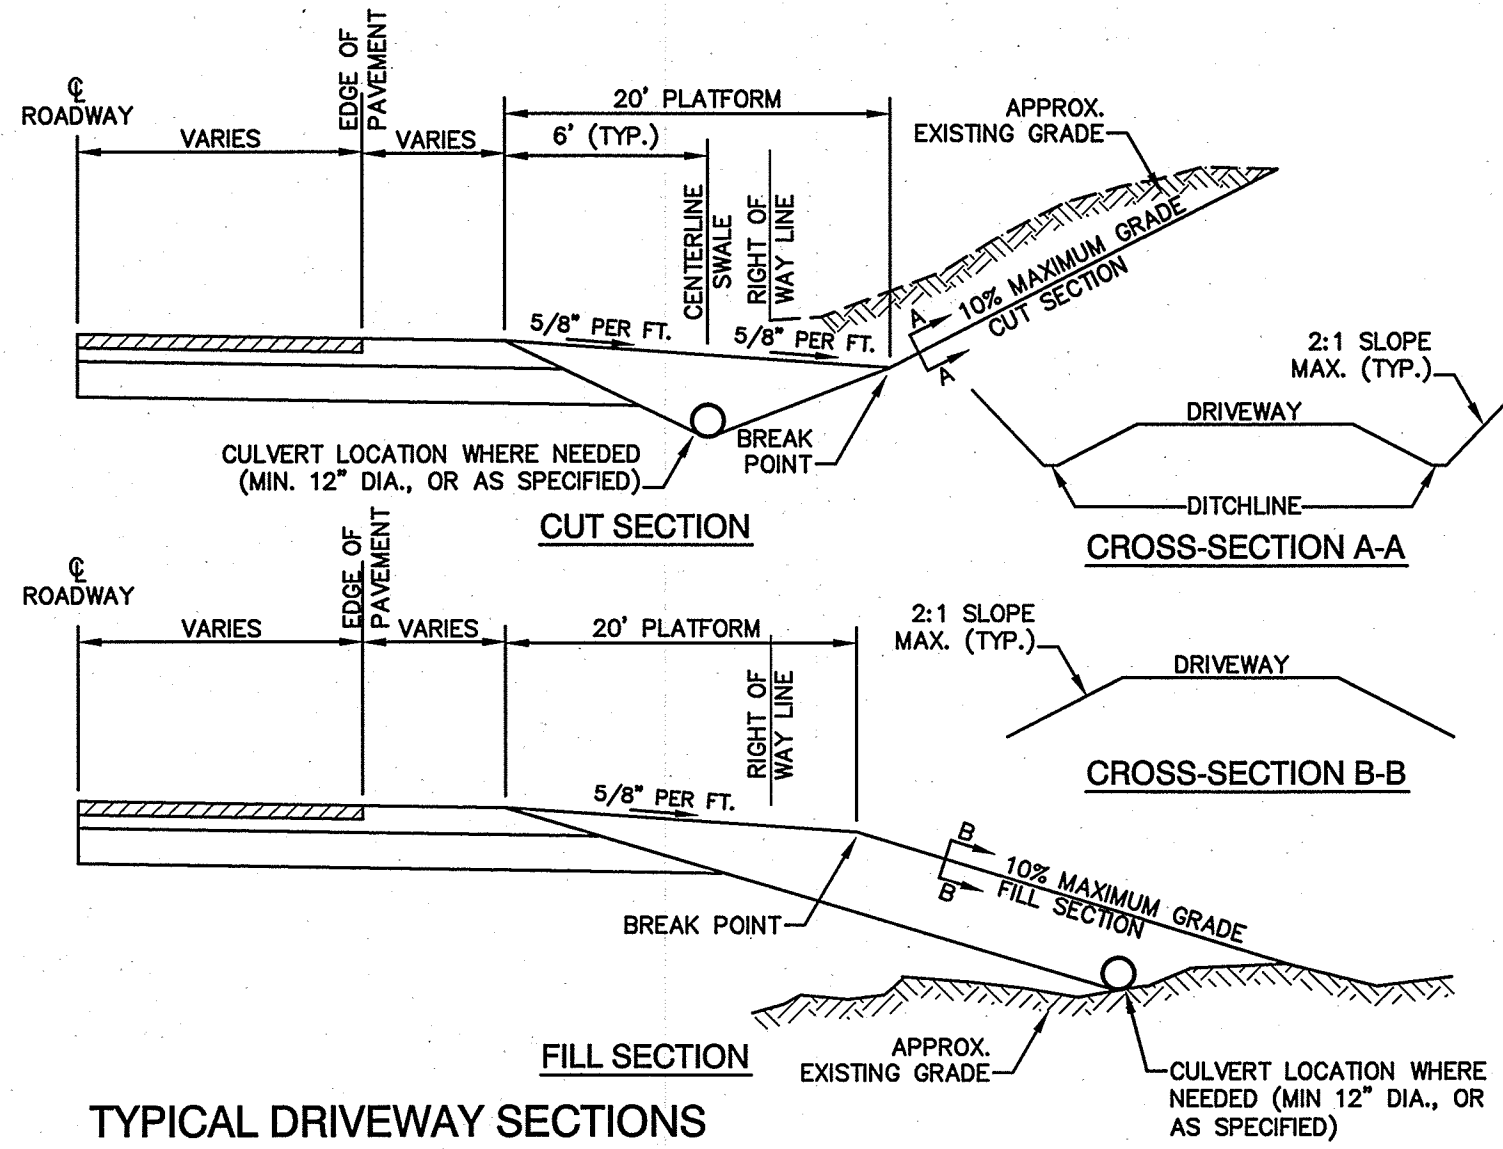 ℄
ROADWAY
VARIES
EDGE OF
PAVEMENT
VARIES
20' PLATFORM
6' (TYP.)
CENTERLINE
SWALE
RIGHT OF
WAY LINE
APPROX.
EXISTING GRADE
5/8" PER FT.
5/8" PER FT.
A
A
10% MAXIMUM GRADE
CUT SECTION
BREAK
POINT
CULVERT LOCATION WHERE NEEDED
(MIN. 12" DIA., OR AS SPECIFIED)
CUT SECTION
2:1 SLOPE
MAX. (TYP.)
DRIVEWAY
DITCHLINE
CROSS-SECTION A-A
℄
ROADWAY
VARIES
EDGE OF
PAVEMENT
VARIES
20' PLATFORM
RIGHT OF
WAY LINE
5/8" PER FT.
BREAK POINT
B
B
10% MAXIMUM GRADE
FILL SECTION
2:1 SLOPE
MAX. (TYP.)
DRIVEWAY
CROSS-SECTION B-B
FILL SECTION
APPROX.
EXISTING GRADE
CULVERT LOCATION WHERE
NEEDED (MIN 12" DIA., OR
AS SPECIFIED)
TYPICAL DRIVEWAY SECTIONS